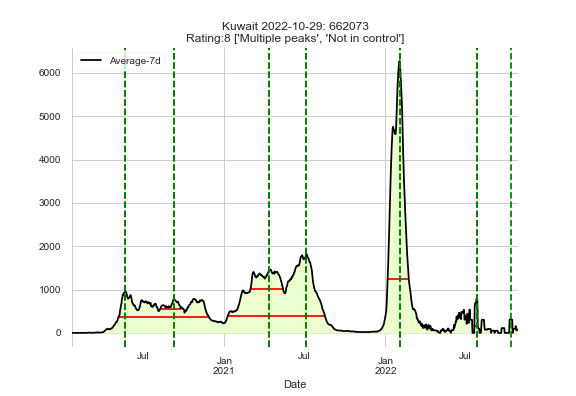 Kuwait 2022-10-29: 662073
Rating:8 ['Multiple peaks', 'Not in control']
Average-7d
6000
5000
4000
3000
2000
1000
0
Jul
Jan
2021
Jul
Jan
2022
Jul
Date